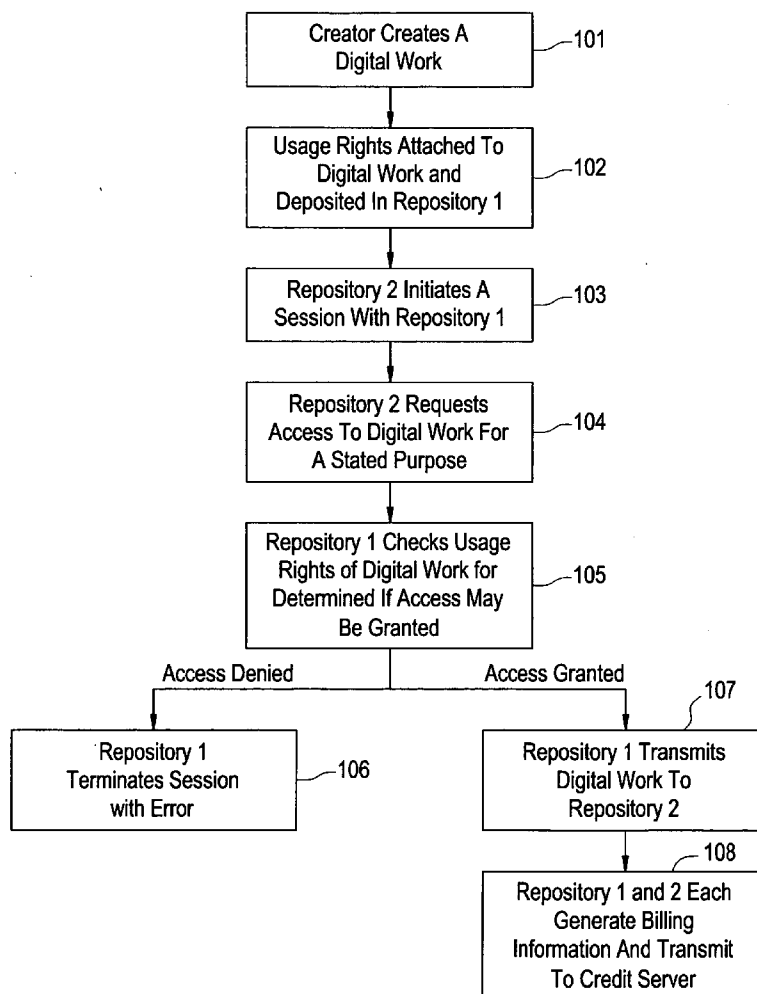 Creator Creates A
Digital Work
101
Usage Rights Attached To
Digital Work and
Deposited In Repository 1
102
Repository 2 Initiates A
Session With Repository 1
103
Repository 2 Requests
Access To Digital Work For
A Stated Purpose
104
Repository 1 Checks Usage
Rights of Digital Work for
Determined If Access May
Be Granted
105
Access Denied
Access Granted
Repository 1
Terminates Session
with Error
106
107
Repository 1 Transmits
Digital Work To
Repository 2
108
Repository 1 and 2 Each
Generate Billing
Information And Transmit
To Credit Server